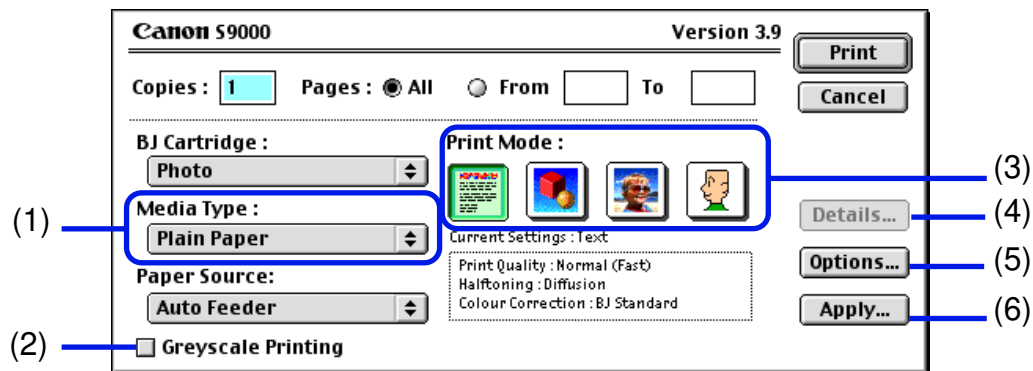 Canon S9000 Version 3.9
Print
Copies : 1 Pages : All From To
Cancel
BJ Cartridge :
Photo
Print Mode :
(3)
(1)
Media Type :
Plain Paper
Details...
(4)
Current Settings : Text
Print Quality : Normal (Fast)
Halftoning : Diffusion
Colour Correction : BJ Standard
Options...
(5)
Paper Source:
Auto Feeder
Apply...
(6)
(2)
Greyscale Printing